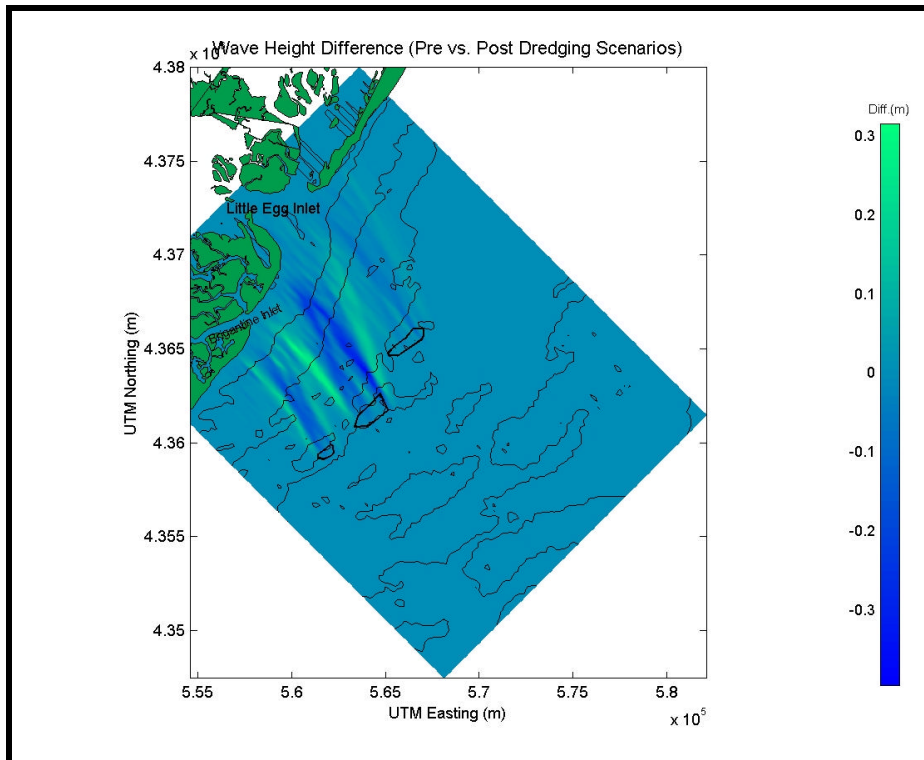 Wave Height Difference (Pre vs. Post Dredging Scenarios)
x 10
4.38
4.375
4.37
4.365
4.36
4.355
4.35
UTM Northing (m)
Little Egg Inlet
Brigantine Inlet
5.55
5.6
5.65
5.7
5.75
5.8
UTM Easting (m)
x 10⁵
Diff.(m)
0.3
0.2
0.1
0
-0.1
-0.2
-0.3